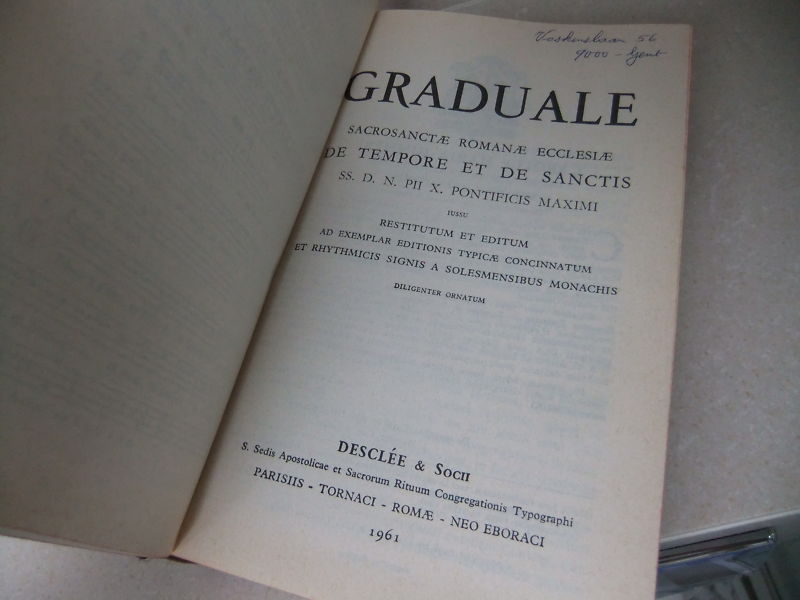 Voskenslaan 56
9000 - Gent
GRADUALE
SACROSANCTÆ ROMANÆ ECCLESIÆ
DE TEMPORE ET DE SANCTIS
SS. D. N. PII X. PONTIFICIS MAXIMI
IUSSU
RESTITUTUM ET EDITUM
AD EXEMPLAR EDITIONIS TYPICÆ CONCINNATUM
ET RHYTHMICIS SIGNIS A SOLESMENSIBUS MONACHIS
DILIGENTER ORNATUM
DESCLÉE & SOCII
S. Sedis Apostolicae et Sacrorum Rituum Congregationis Typographi
PARISIIS - TORNACI - ROMÆ - NEO EBORACI
1961